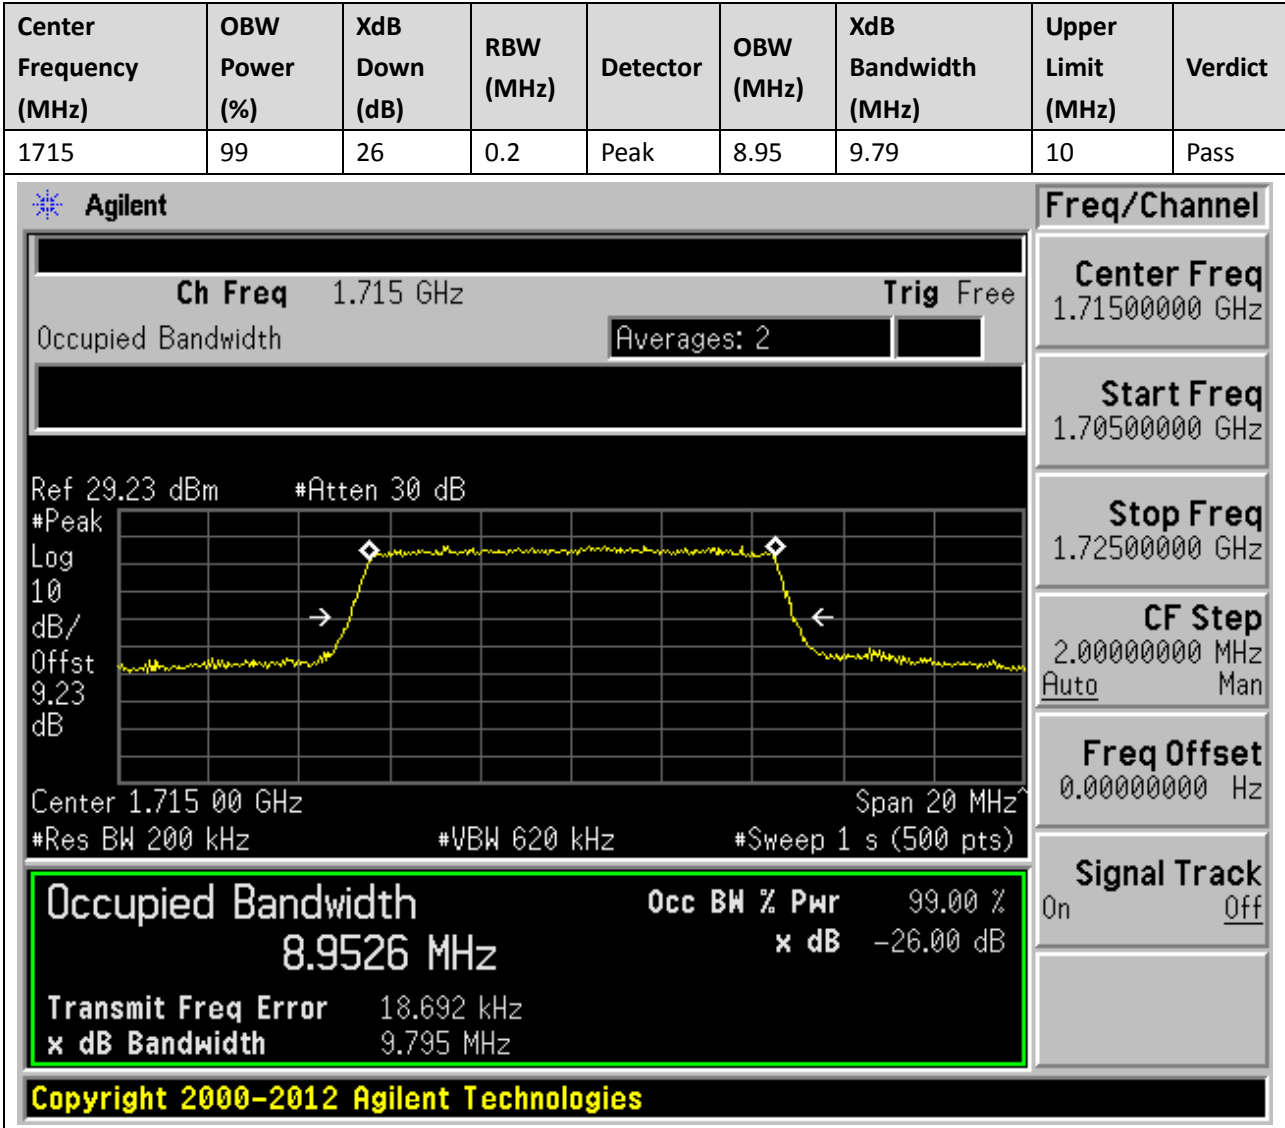 Center Frequency (MHz) OBW Power (%) XdB Down (dB) RBW (MHz) Detector OBW (MHz) XdB Bandwidth (MHz) Upper Limit (MHz) Verdict
1715 99 26 0.2 Peak 8.95 9.79 10 Pass
Agilent
Freq/Channel
Ch Freq 1.715 GHz Trig Free
Occupied Bandwidth Averages: 2
Center Freq
1.71500000 GHz
Start Freq
1.70500000 GHz
Stop Freq
1.72500000 GHz
CF Step
2.00000000 MHz
Auto Man
Freq Offset
0.00000000 Hz
Signal Track
On Off
Ref 29.23 dBm #Atten 30 dB
#Peak
Log
10
dB/
Offst
9.23
dB
Center 1.715 00 GHz Span 20 MHz^
#Res BW 200 kHz #VBW 620 kHz #Sweep 1 s (500 pts)
Occupied Bandwidth Occ BW % Pwr 99.00 %
8.9526 MHz x dB -26.00 dB
Transmit Freq Error 18.692 kHz
x dB Bandwidth 9.795 MHz
Copyright 2000-2012 Agilent Technologies